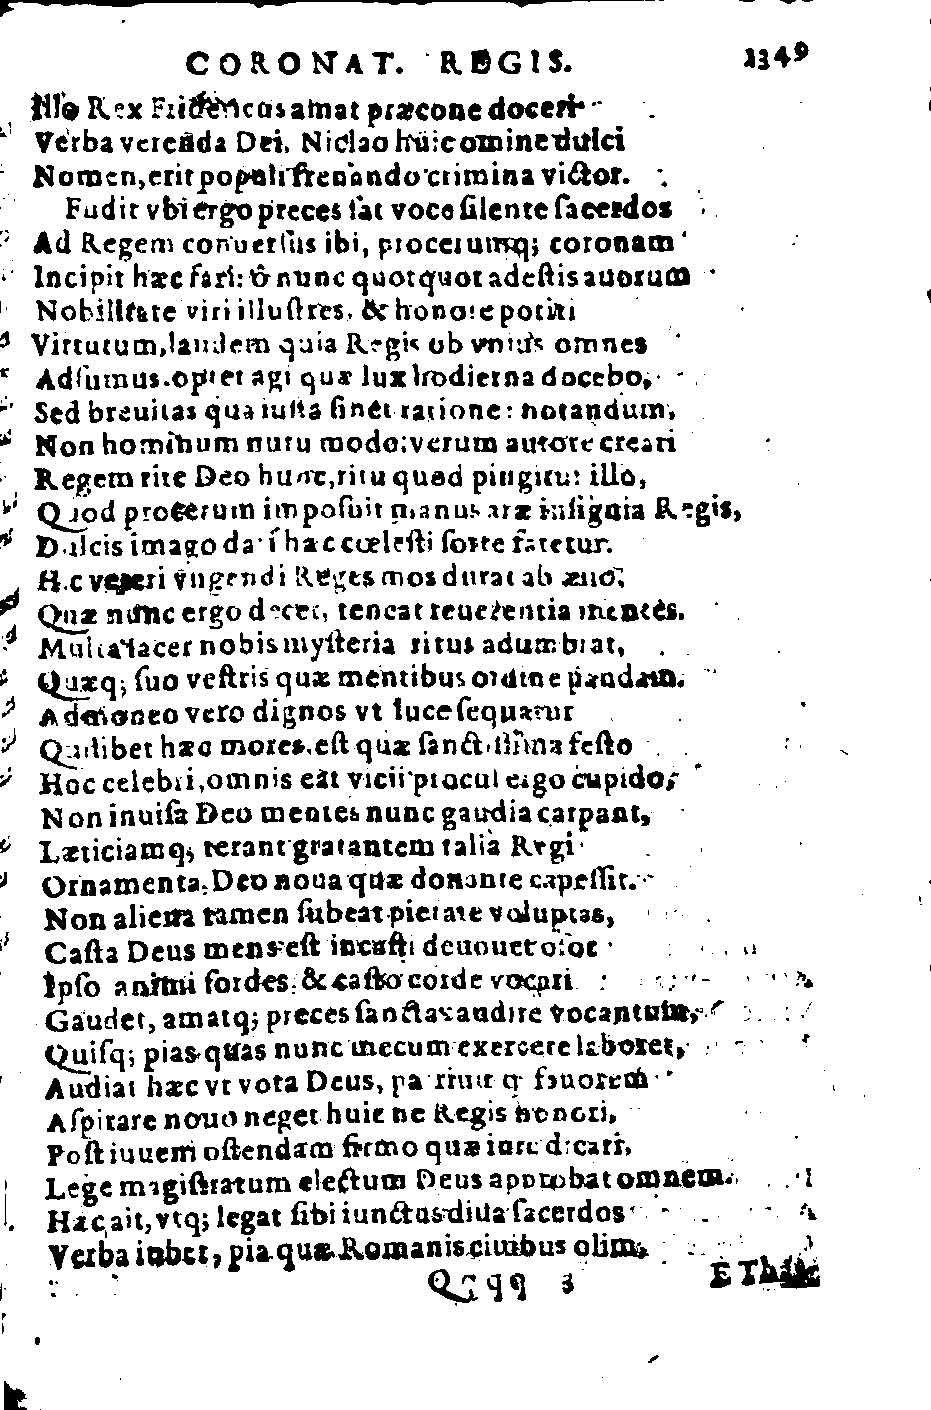 CORONAT. REGIS. 1349
Illo Rex Fridericus amat præcone doceri
Verba verenda Dei. Niclao huic omine dulci
Nomen, erit populi frenando crimina victor.
Fudit vbi ergo preces sat voce silente sacerdos
Ad Regem conuersus ibi, procerumq; coronam
Incipit hæc fari: ô nunc quotquot adestis auorum
Nobilitate viri illustres, & honore potiti
Virtutum, laudem quia Regis ob vnius omnes
Adsumus. oportet agi quæ lux hodierna docebo,
Sed breuitas qua iusta sinet ratione: notandum,
Non hominum nutu modo; verum autore creari
Regem rite Deo hunc, ritu quod pingitur illo,
Quod procerum imposuit manus aræ insignia Regis,
Dulcis imago dari hæc cœlesti sorte fatetur.
Hic veteri vngendi Reges mos durat ab æuo,
Quæ nunc ergo decet, teneat reuerentia mentes.
Multa sacer nobis mysteria ritus adumbrat,
Quæq; suo vestris quæ mentibus ordine pandam.
Admoneo vero dignos vt luce sequatur
Quilibet hæc mores, est quæ sanctissima festo
Hoc celebri, omnis eat vicii procul ergo cupido,
Non inuisa Deo mentes nunc gaudia carpant,
Læticiamq; ferant gratantem talia Regi
Ornamenta, Deo noua quæ donante capessit.
Non aliena tamen subeat pietate voluptas,
Casta Deus mens est incasti deuouet osor
Ipso animi sordes, & casto corde vocari
Gaudet, amatq; preces sanctas audire vocantum,
Quisq; pias quas nunc mecum exercere laboret,
Audiat hæc vt vota Deus, fauorem
Aspirare nouo neget huic ne Regis honori,
Post iuuem ostendam firmo quæ iure dicari,
Lege magistratum electum Deus approbat omnem.
Hæc ait, vtq; legat sibi iunctus diua sacerdos
Verba iubet, pia quæ Romanis ciuibus olim,
Qqqq 3